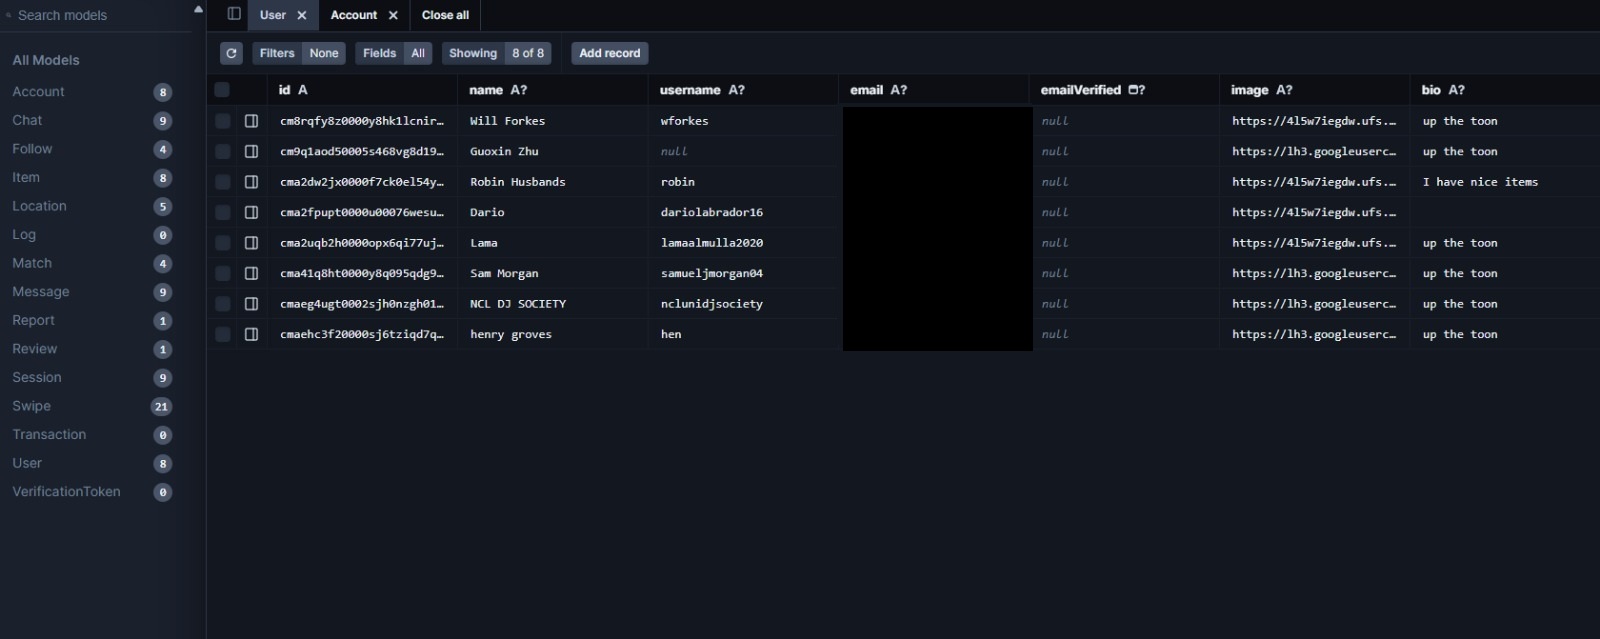 Search models
User ✕ Account ✕ Close all
Filters None Fields All Showing 8 of 8 Add record
All Models
Account 8
Chat 9
Follow 4
Item 8
Location 5
Log 0
Match 4
Message 9
Report 1
Review 1
Session 9
Swipe 21
Transaction 0
User 8
VerificationToken 0
id A name A? username A? email A? emailVerified ? image A? bio A?
cm8rqfy8z0000y8hk1lcnir… Will Forkes wforkes null https://4l5w7iegdw.ufs.… up the toon
cm9q1aod50005s468vg8d19… Guoxin Zhu null null https://lh3.googleuserc… up the toon
cma2dw2jx0000f7ck0el54y… Robin Husbands robin null https://4l5w7iegdw.ufs.… I have nice items
cma2fpupt0000u00076wesu… Dario dariolabrador16 null https://4l5w7iegdw.ufs.…
cma2uqb2h0000opx6qi77uj… Lama lamaalmulla2020 null https://4l5w7iegdw.ufs.… up the toon
cma41q8ht0000y8q095qdg9… Sam Morgan samueljmorgan04 null https://lh3.googleuserc… up the toon
cmaeg4ugt0002sjh0nzgh01… NCL DJ SOCIETY nclunidjsociety null https://lh3.googleuserc… up the toon
cmaehc3f20000sj6tziqd7q… henry groves hen null https://lh3.googleuserc… up the toon